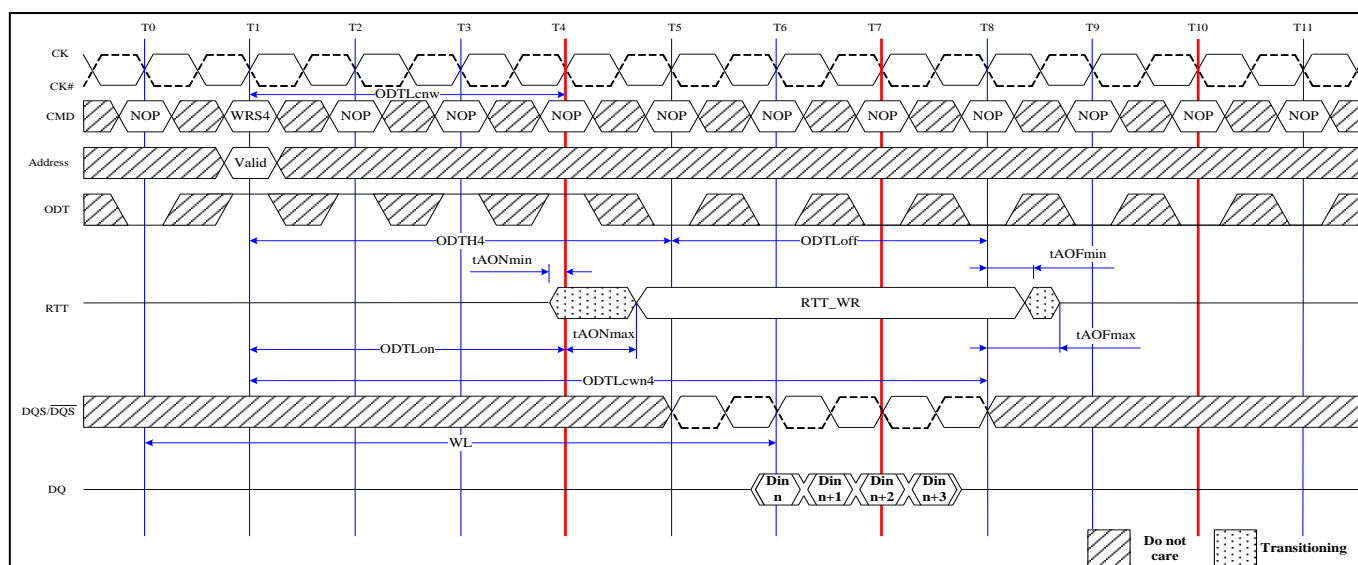 T0 T1 T2 T3 T4 T5 T6 T7 T8 T9 T10 T11
CK
CK#
ODTLcnw
CMD NOP WRS4 NOP NOP NOP NOP NOP NOP NOP NOP NOP NOP
Address Valid
ODT
ODTH4 ODTLoff
tAONmin tAOFmin
RTT RTT_WR
tAONmax tAOFmax
ODTLon
ODTLcwn4
DQS/DQS
WL
DQ Din n Din n+1 Din n+2 Din n+3
Do not care Transitioning